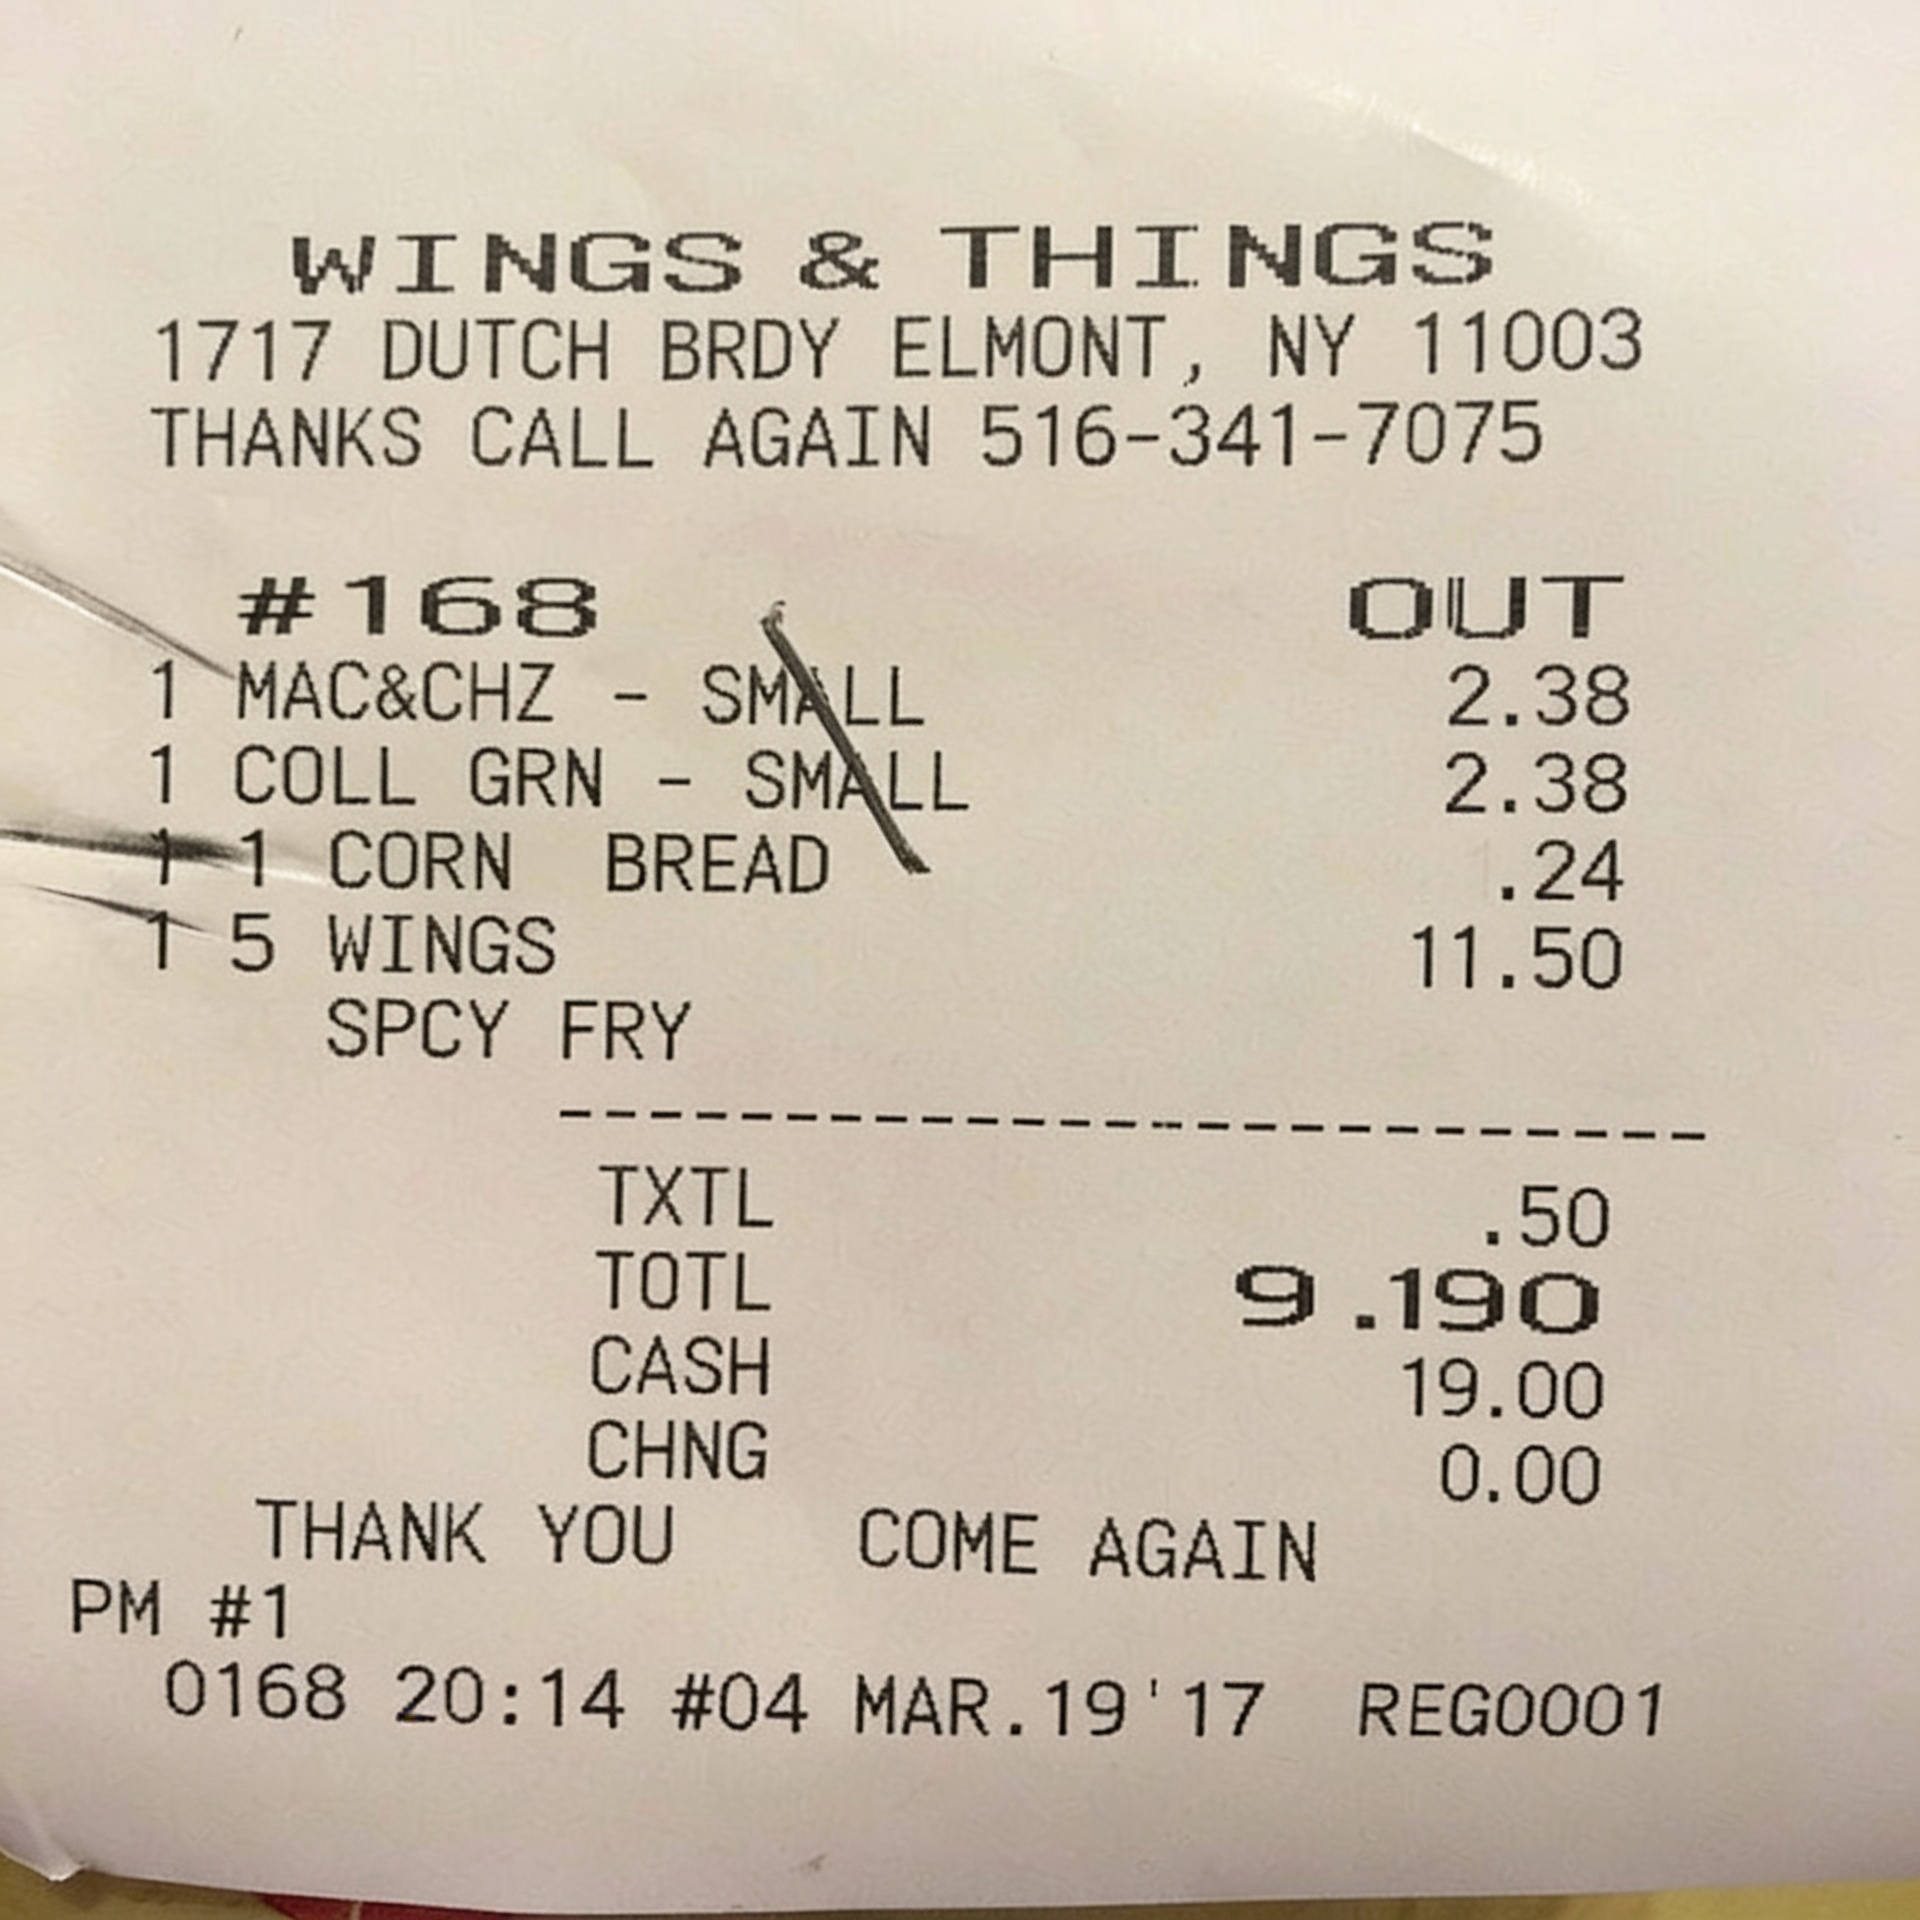 WINGS & THINGS
1717 DUTCH BRDY ELMONT, NY 11003
THANKS CALL AGAIN 516-341-7075
#168 OUT
1 MAC&CHZ - SMALL 2.38
1 COLL GRN - SMALL 2.38
1 1 CORN BREAD .24
1 5 WINGS 11.50
SPCY FRY
--------------------------
TXTL .50
TOTL 9.190
CASH 19.00
CHNG 0.00
THANK YOU COME AGAIN
PM #1
0168 20:14 #04 MAR.19'17 REG0001